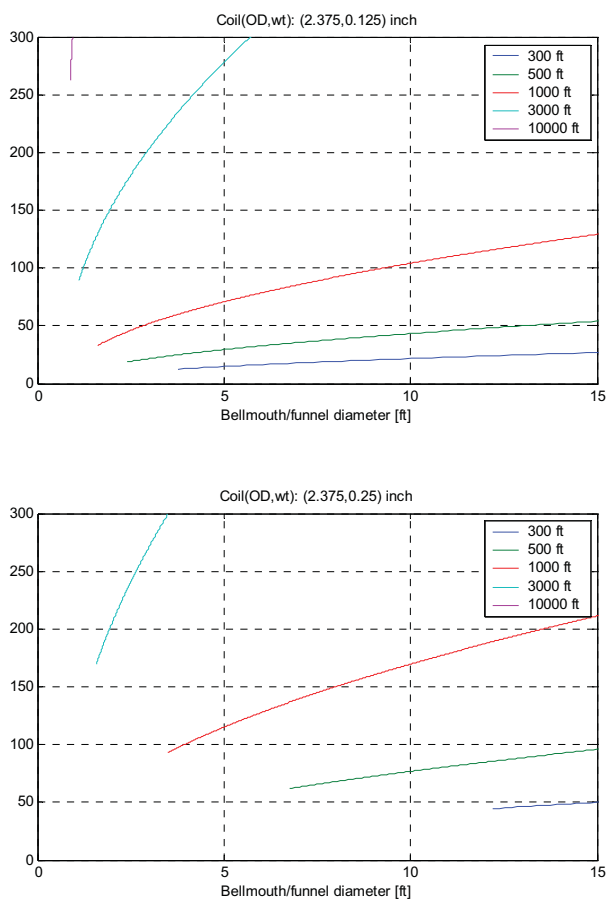 Coil(OD,wt): (2.375,0.125) inch
300
250
200
150
100
50
0
300 ft
500 ft
1000 ft
3000 ft
10000 ft
0 5 10 15
Bellmouth/funnel diameter [ft]
Coil(OD,wt): (2.375,0.25) inch
300
250
200
150
100
50
0
300 ft
500 ft
1000 ft
3000 ft
10000 ft
0 5 10 15
Bellmouth/funnel diameter [ft]